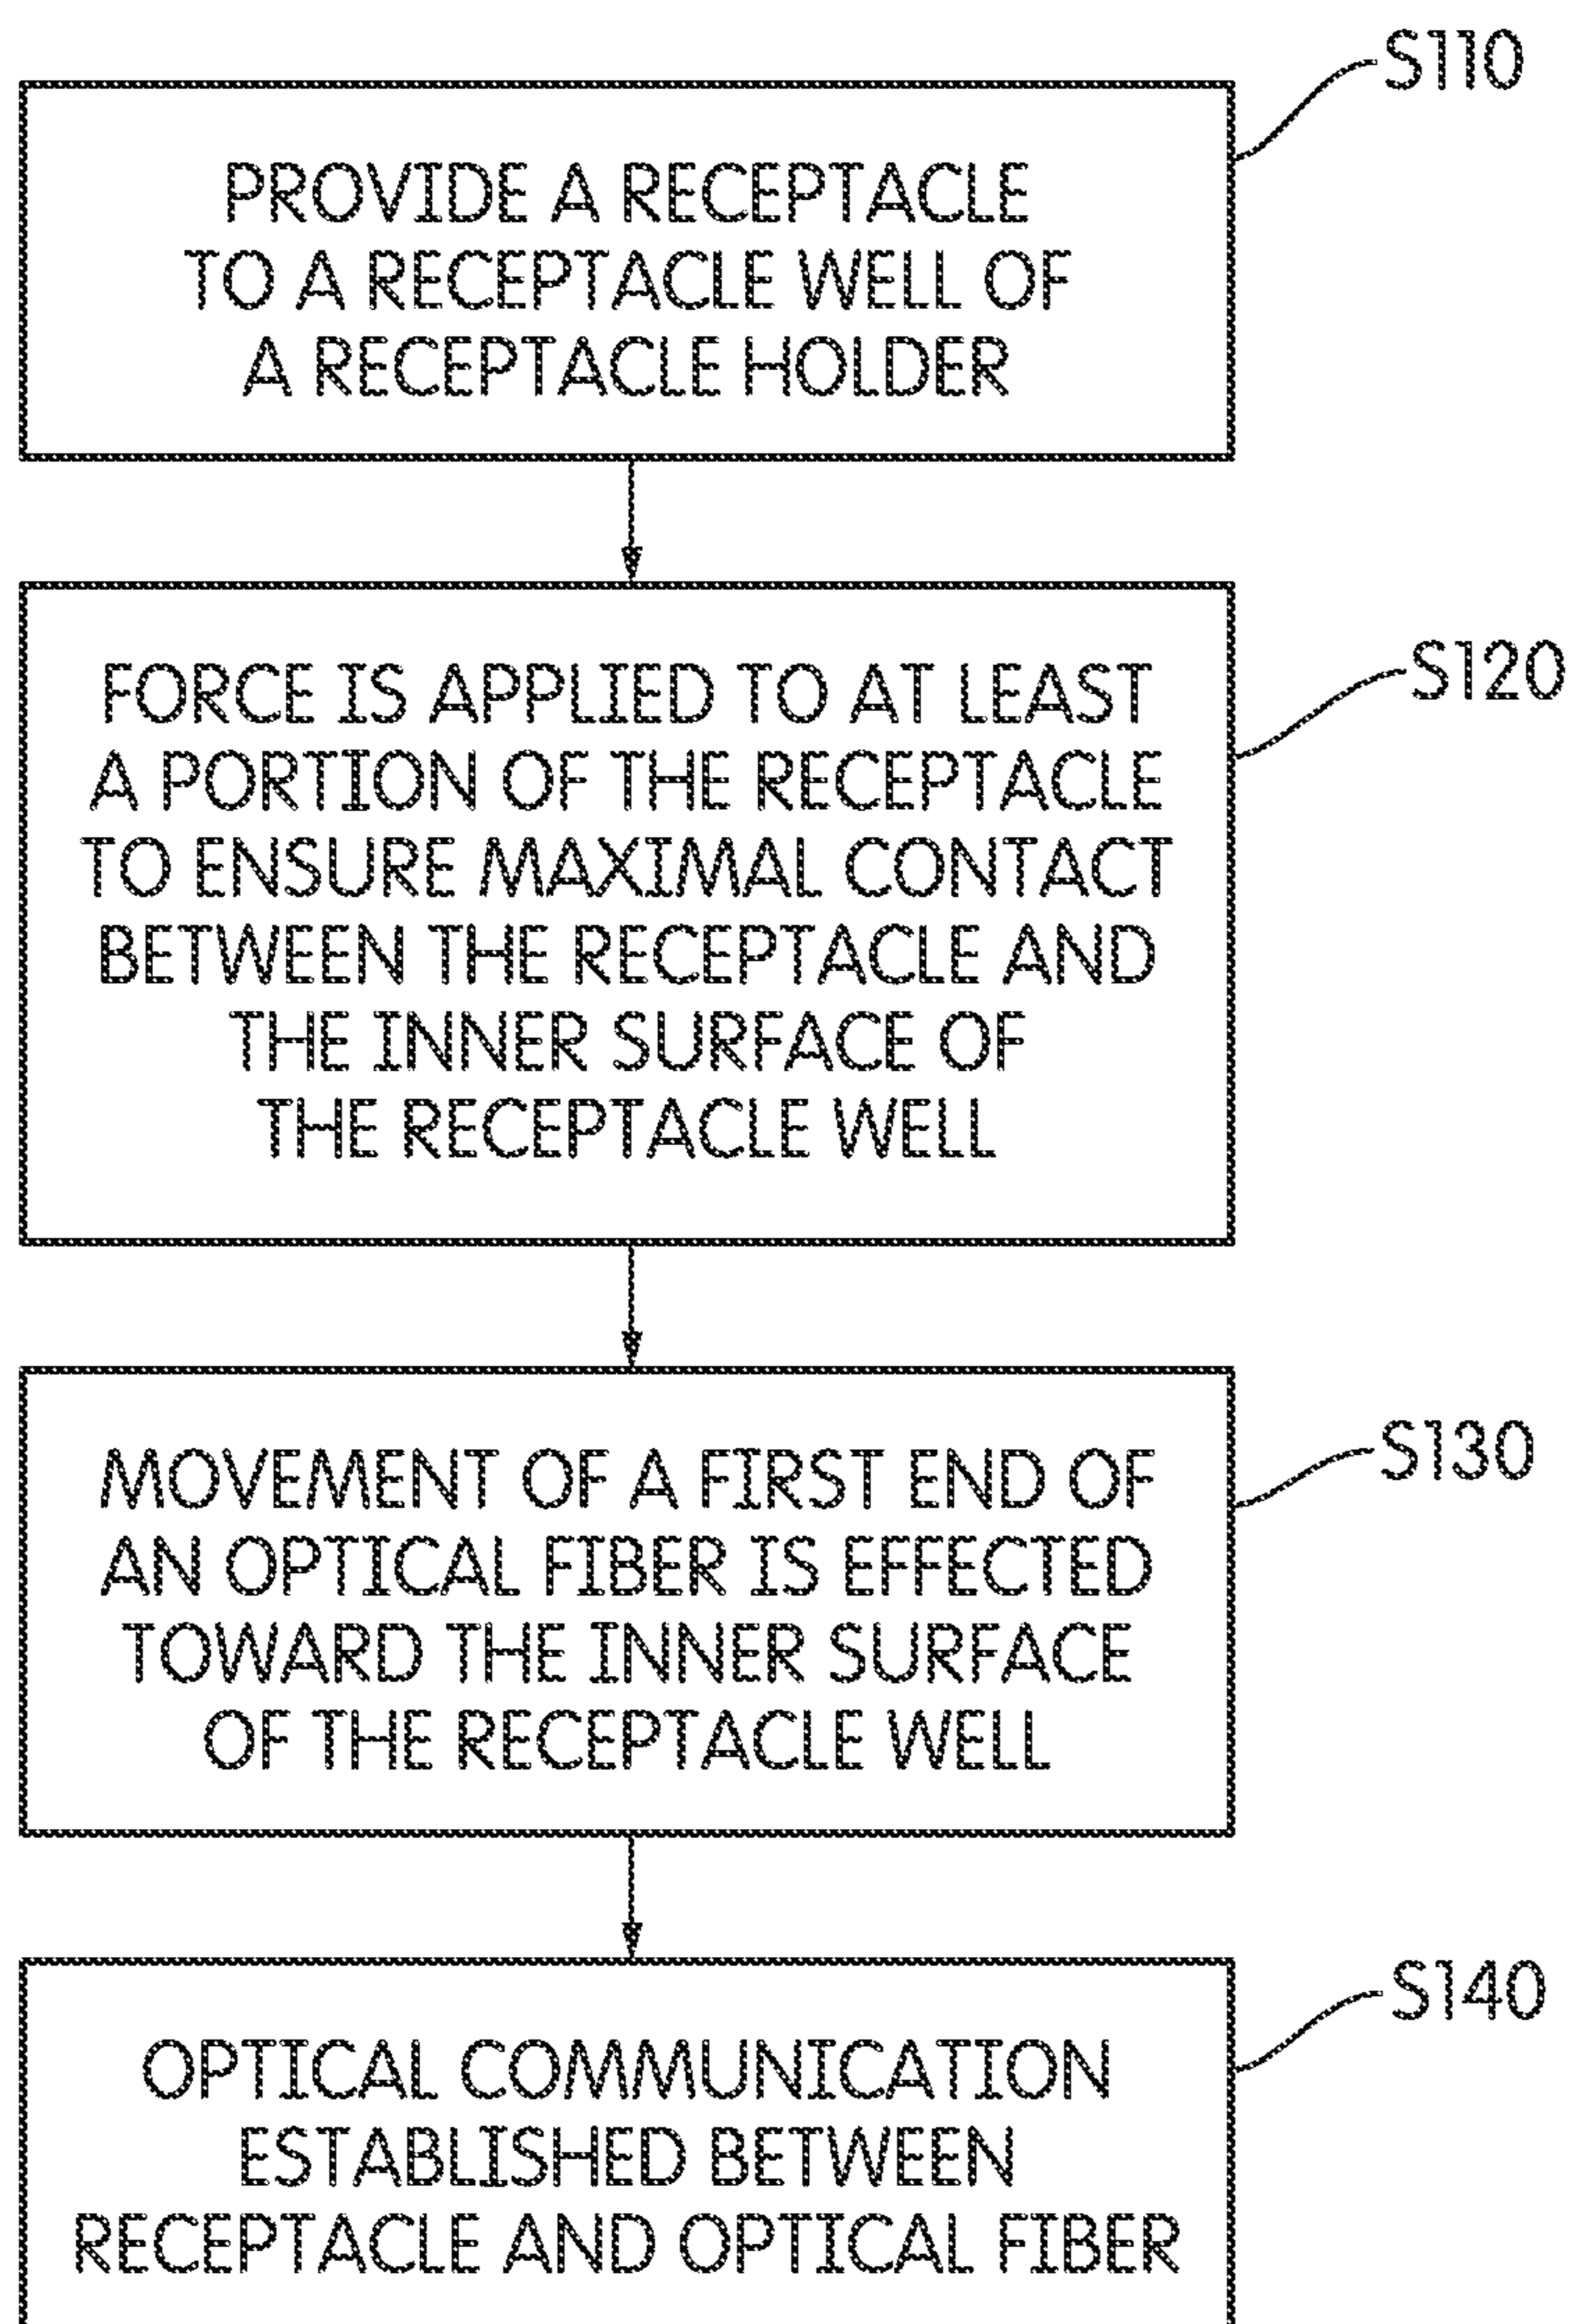 S110
PROVIDE A RECEPTACLE
TO A RECEPTACLE WELL OF
A RECEPTACLE HOLDER
S120
FORCE IS APPLIED TO AT LEAST
A PORTION OF THE RECEPTACLE
TO ENSURE MAXIMAL CONTACT
BETWEEN THE RECEPTACLE AND
THE INNER SURFACE OF
THE RECEPTACLE WELL
S130
MOVEMENT OF A FIRST END OF
AN OPTICAL FIBER IS EFFECTED
TOWARD THE INNER SURFACE
OF THE RECEPTACLE WELL
S140
OPTICAL COMMUNICATION
ESTABLISHED BETWEEN
RECEPTACLE AND OPTICAL FIBER